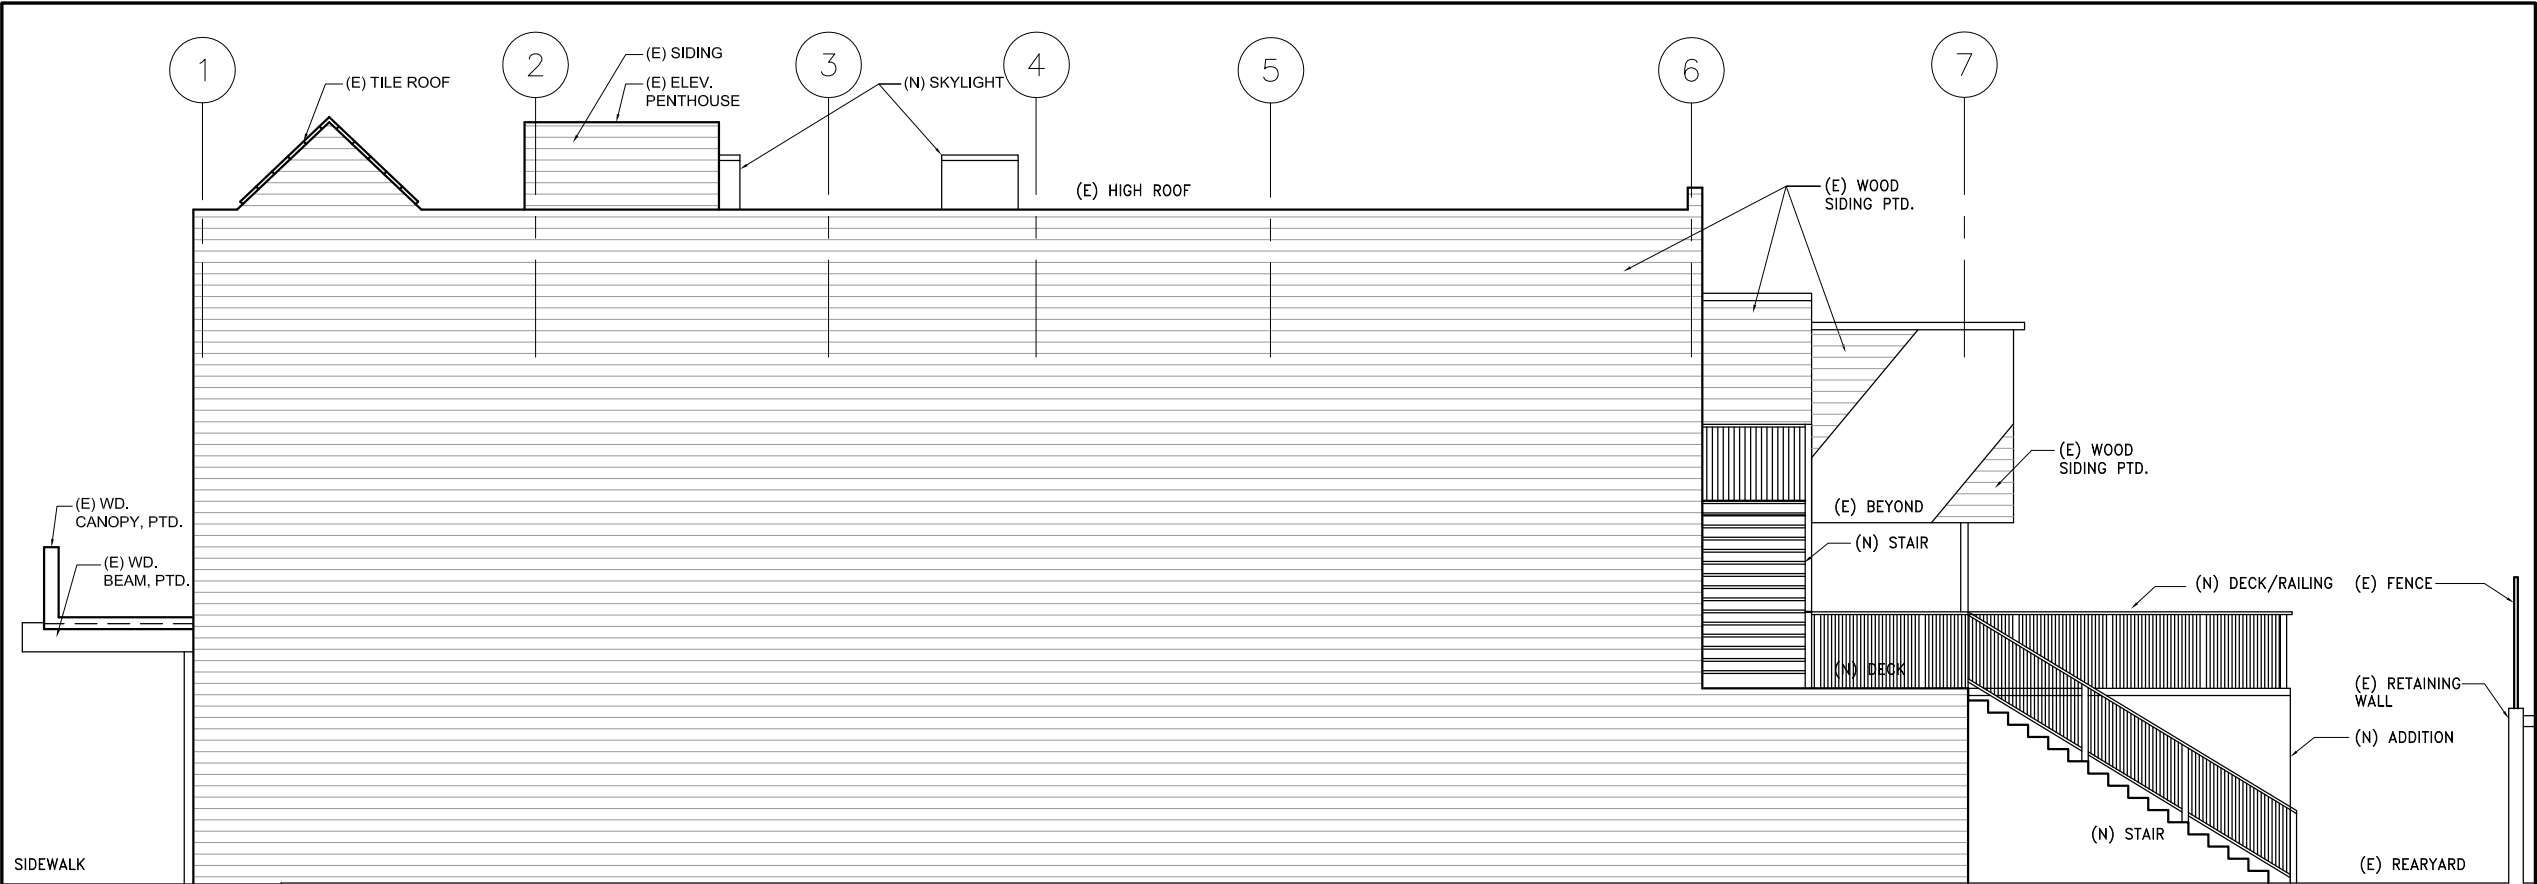 1
2
3
4
5
6
7
(E) TILE ROOF
(E) SIDING
(E) ELEV.
PENTHOUSE
(N) SKYLIGHT
(E) HIGH ROOF
(E) WOOD
SIDING PTD.
(E) WOOD
SIDING PTD.
(E) WD.
CANOPY, PTD.
(E) WD.
BEAM, PTD.
(E) BEYOND
(N) STAIR
(N) DECK/RAILING
(E) FENCE
(N) DECK
(E) RETAINING
WALL
(N) ADDITION
(N) STAIR
SIDEWALK
(E) REARYARD